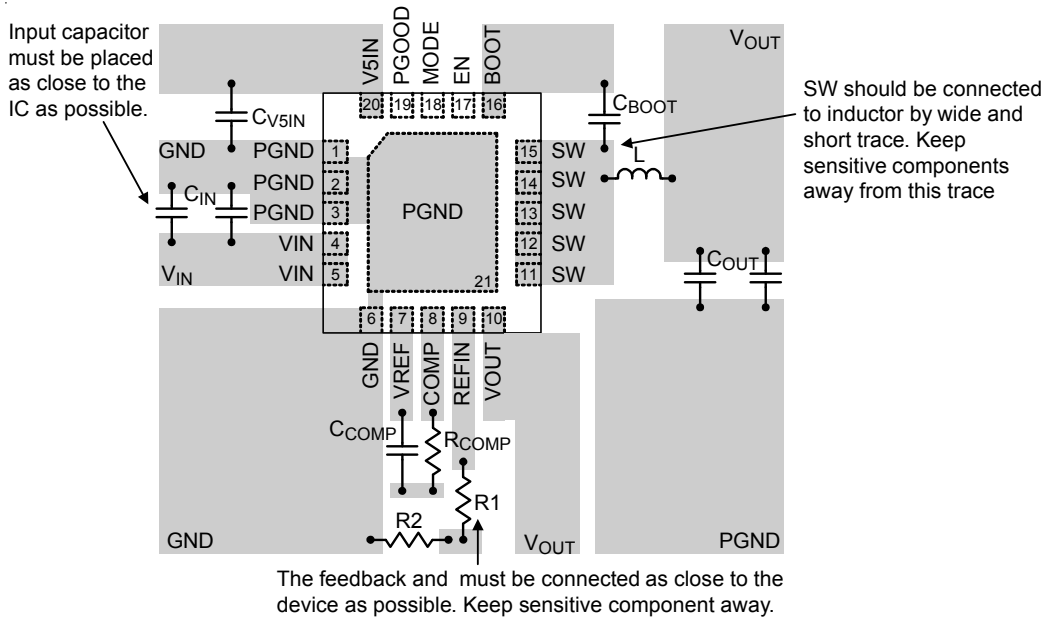 Input capacitor
must be placed
as close to the
IC as possible.
V5IN
PGOOD
MODE
EN
BOOT
VOUT
20 19 18 17 16
CV5IN
CBOOT
SW should be connected
to inductor by wide and
short trace. Keep
sensitive components
away from this trace
GND
PGND 1
PGND 2
PGND 3
VIN 4
VIN 5
CIN
VIN
PGND
21
15 SW
14 SW
13 SW
12 SW
11 SW
L
COUT
6 7 8 9 10
GND
VREF
COMP
REFIN
VOUT
CCOMP
RCOMP
R1
R2
GND
VOUT
PGND
The feedback and must be connected as close to the
device as possible. Keep sensitive component away.